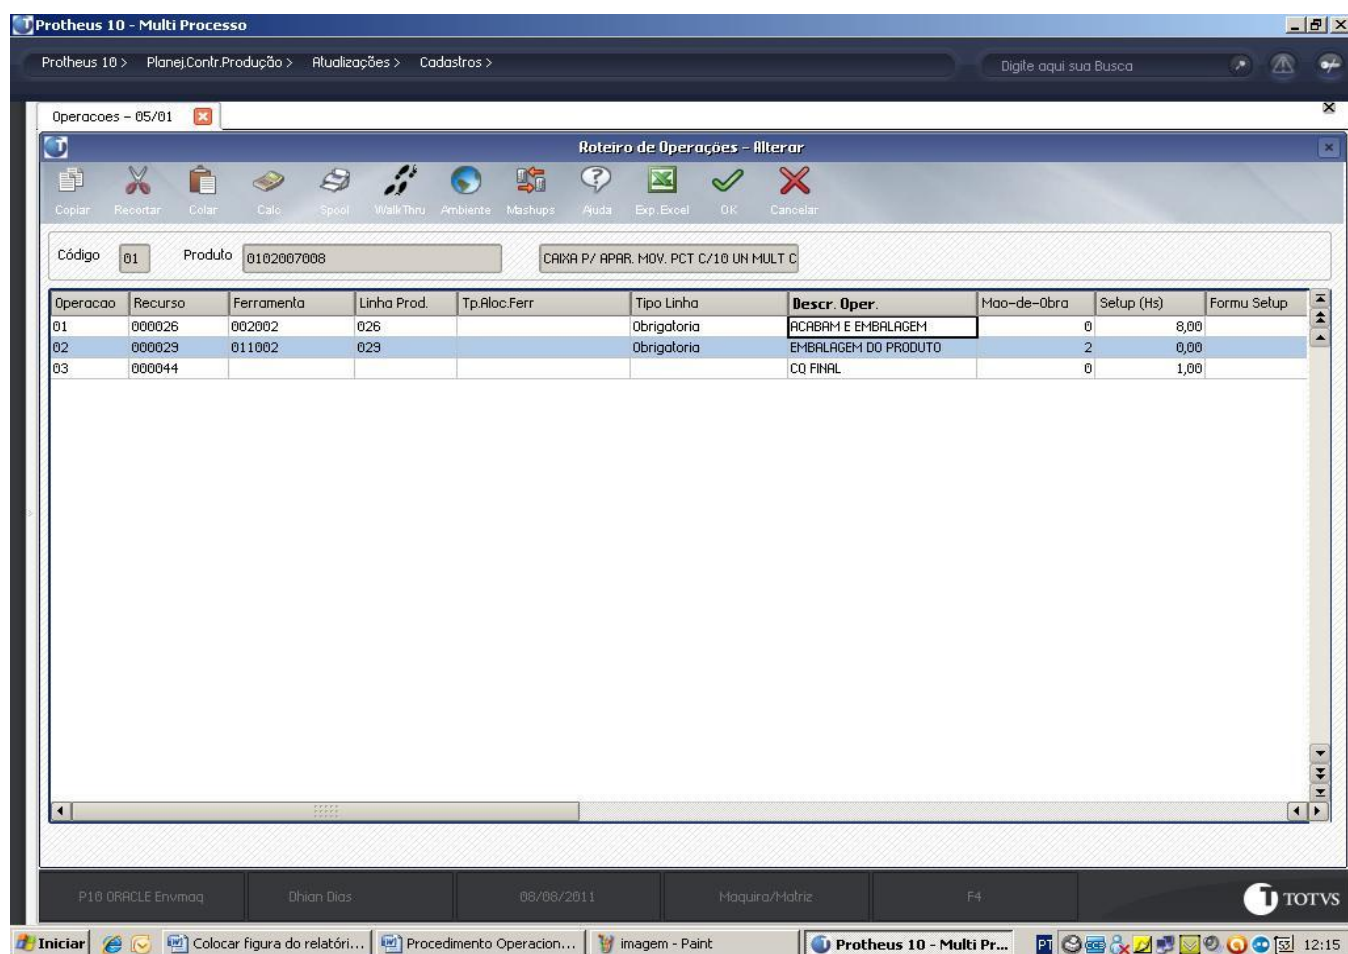 Protheus 10 - Multi Processo
Protheus 10 > Planej.Contr.Produção > Atualizações > Cadastros >
Digite aqui sua Busca
Operacoes - 05/01
Roteiro de Operações - Alterar
Copiar Recortar Colar Calc Spool WalkThru Ambiente Mashups Ajuda Exp.Excel OK Cancelar
Código 01 Produto 0102007008 CAIXA P/ APAR. MOV. PCT C/10 UN MULT C
Operacao Recurso Ferramenta Linha Prod. Tp.Aloc.Ferr Tipo Linha Descr. Oper. Mao-de-Obra Setup (Hs) Formu Setup
01 000026 002002 026 Obrigatoria ACABAM E EMBALAGEM 0 8,00
02 000029 011002 029 Obrigatoria EMBALAGEM DO PRODUTO 2 0,00
03 000044 CQ FINAL 0 1,00
P10 ORACLE Envmaq Dhian Dias 08/08/2011 Maquira/Matriz F4 TOTVS
Iniciar Colocar figura do relatóri... Procedimento Operacion... imagem - Paint Protheus 10 - Multi Pr... PT 12:15